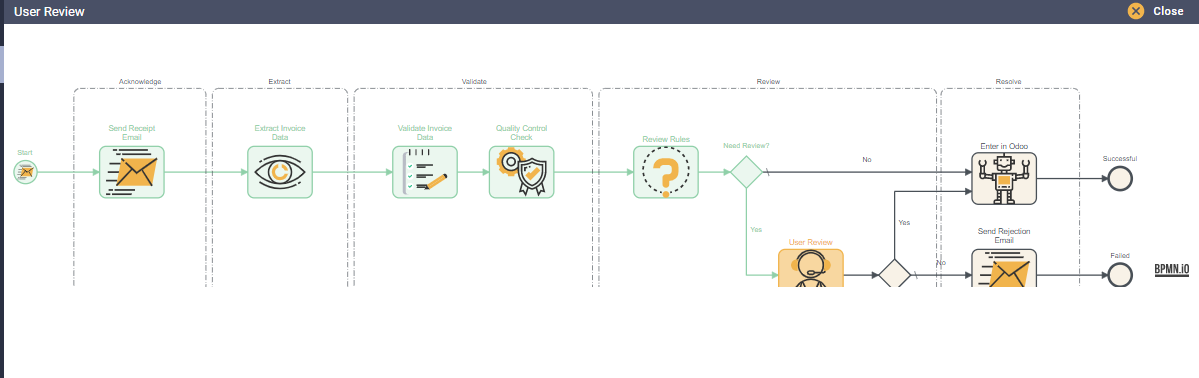 User Review
Close
Acknowledge
Extract
Validate
Review
Resolve
Send Receipt
Email
Extract Invoice
Data
Validate Invoice
Data
Quality Control
Check
Review Rules
Need Review?
Enter in Odoo
Start
No
Successful
Yes
Yes
User Review
Send Rejection
Email
No
Failed
BPMN.iO